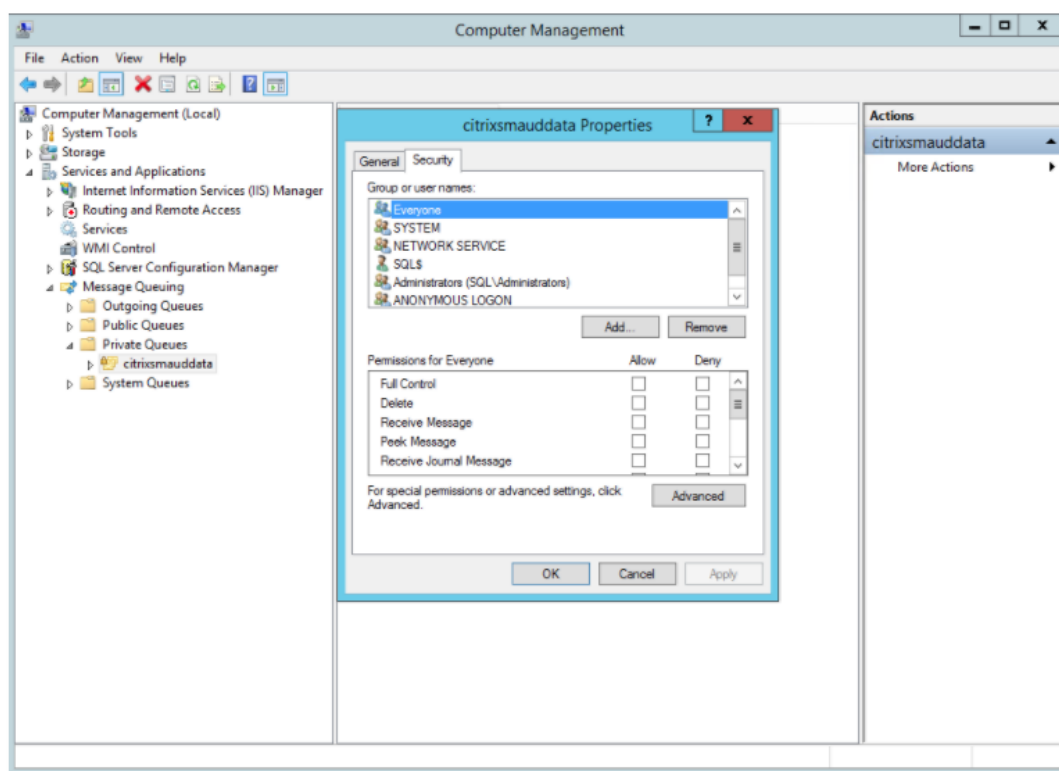 Computer Management
File Action View Help
Computer Management (Local)
System Tools
Storage
Services and Applications
Internet Information Services (IIS) Manager
Routing and Remote Access
Services
WMI Control
SQL Server Configuration Manager
Message Queuing
Outgoing Queues
Public Queues
Private Queues
citrixsmauddata
System Queues
citrixsmauddata Properties
General Security
Group or user names:
Everyone
SYSTEM
NETWORK SERVICE
SQL$
Administrators (SQL\Administrators)
ANONYMOUS LOGON
Add... Remove
Permissions for Everyone Allow Deny
Full Control
Delete
Receive Message
Peek Message
Receive Journal Message
For special permissions or advanced settings, click
Advanced.
Advanced
OK Cancel Apply
Actions
citrixsmauddata
More Actions